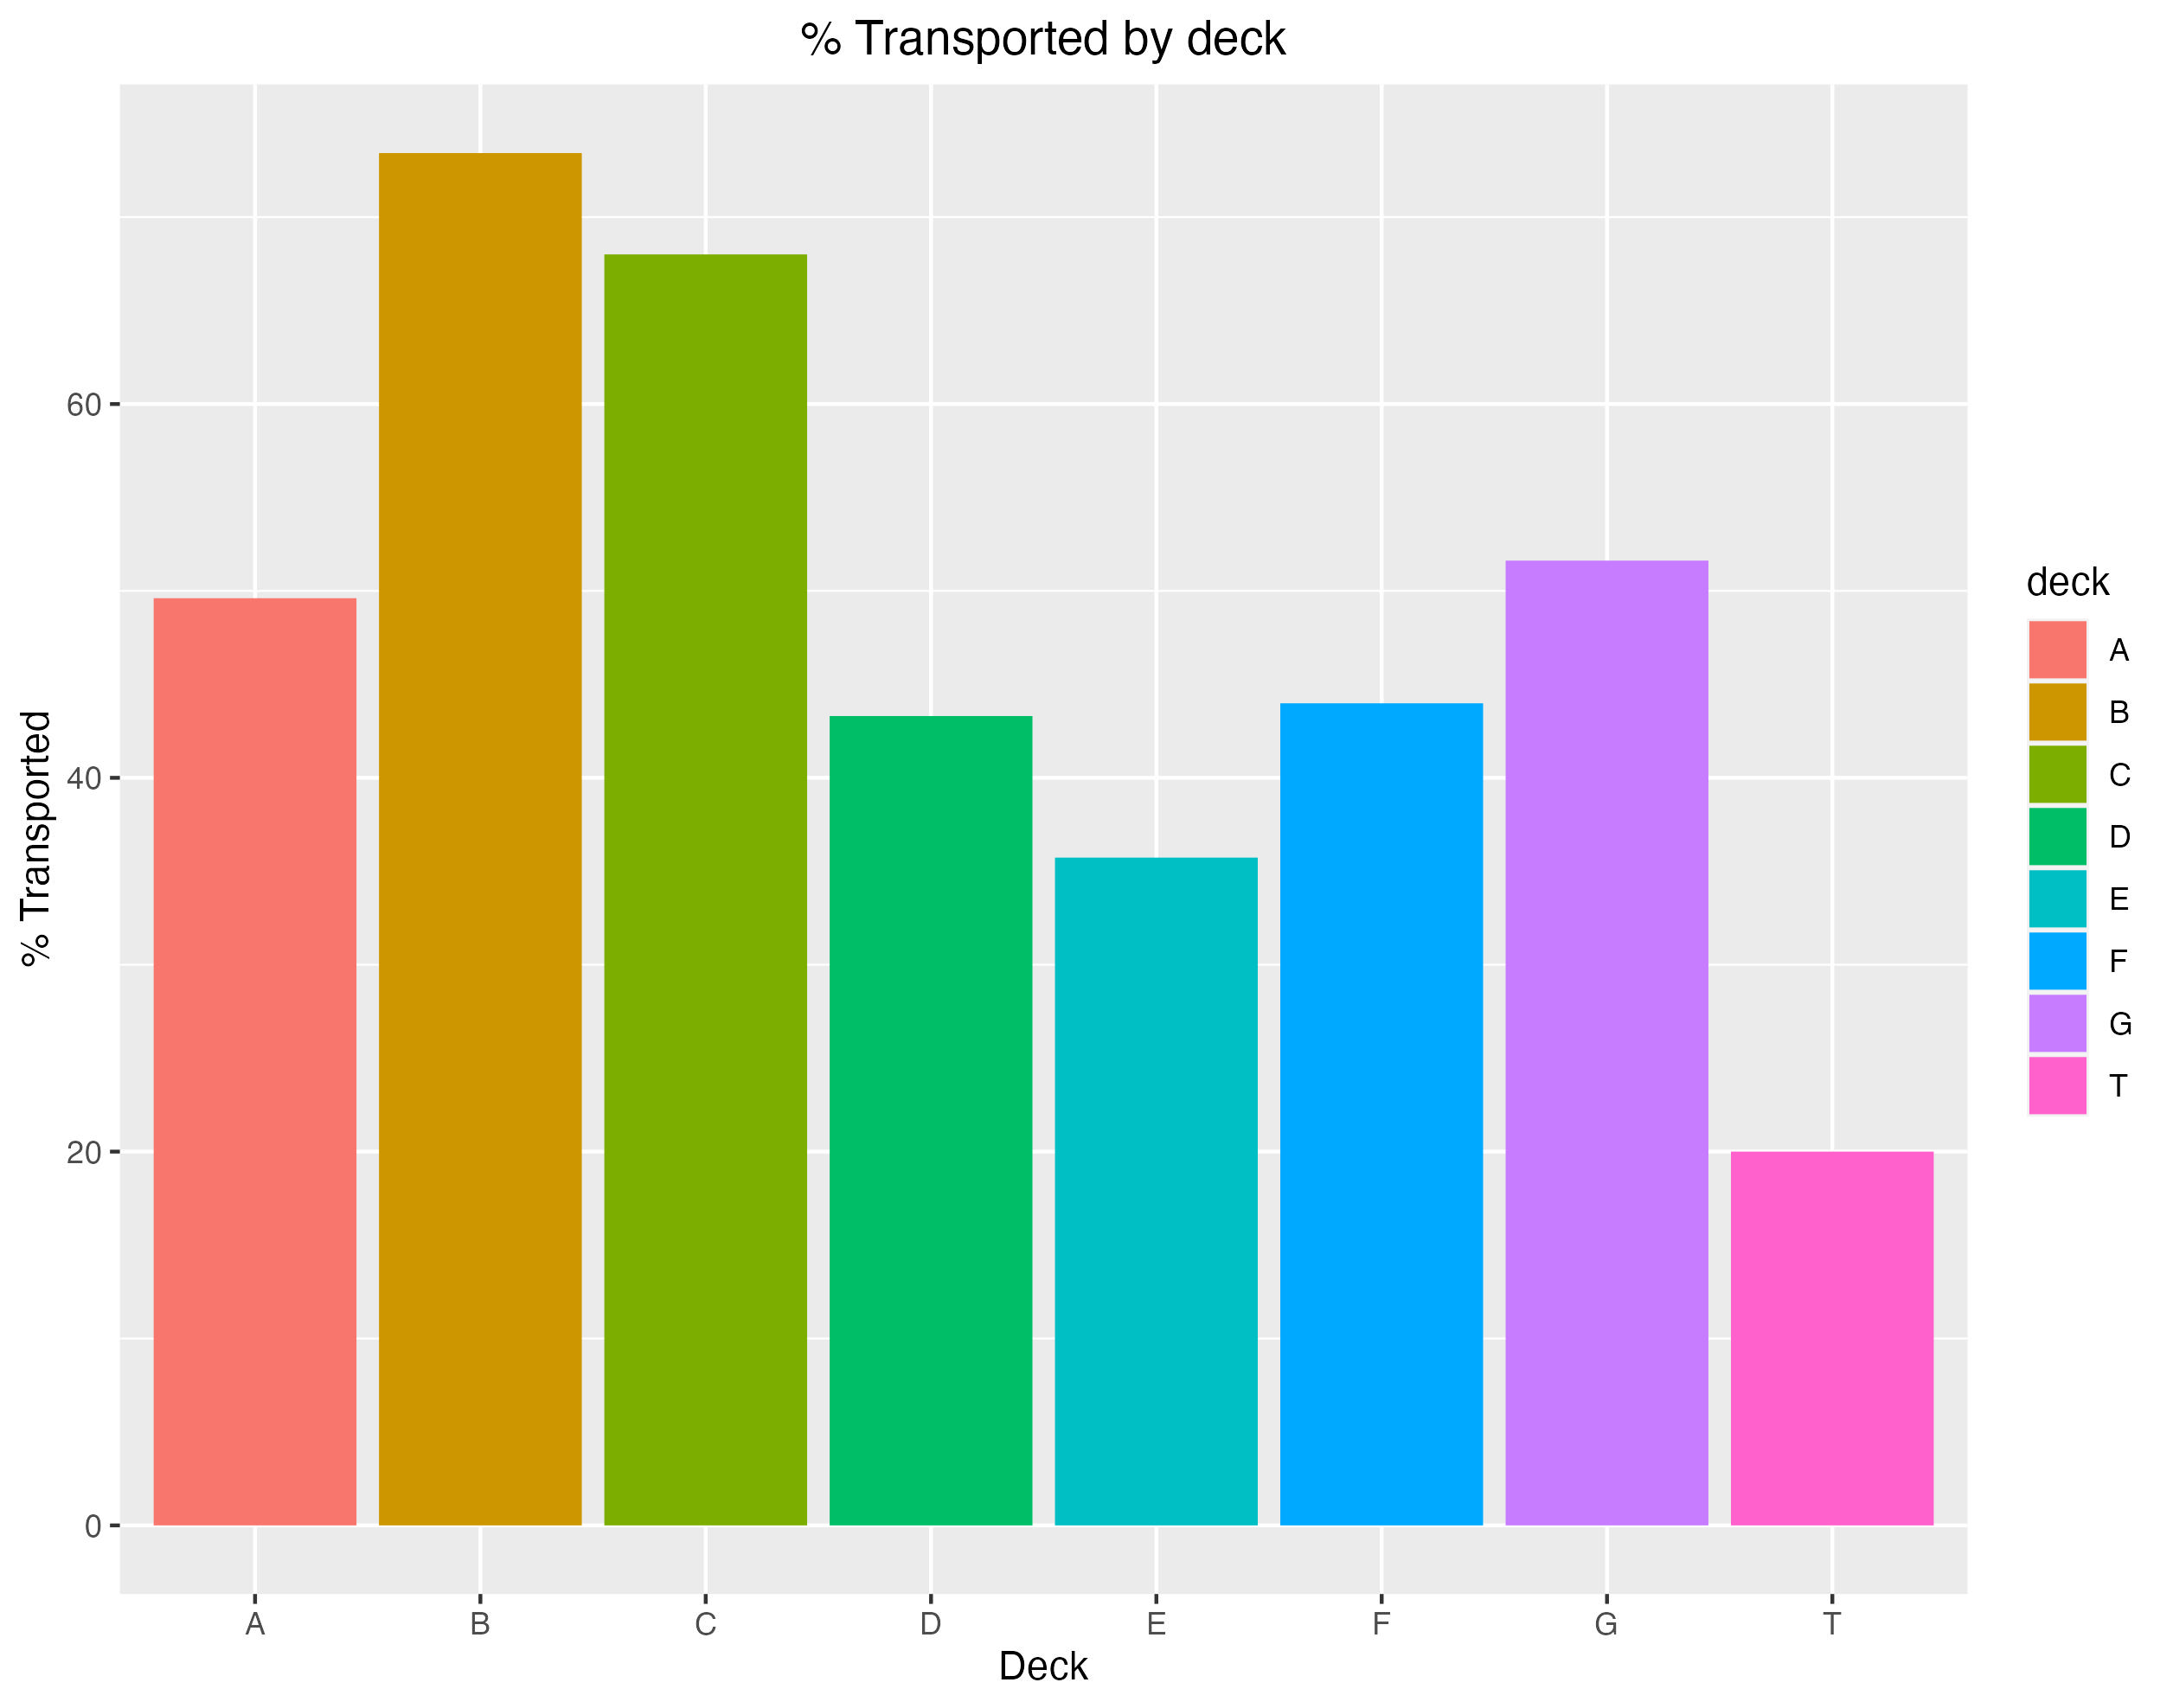 % Transported by deck
% Transported
60
40
20
0
A
B
C
D
E
F
G
T
Deck
deck
A
B
C
D
E
F
G
T